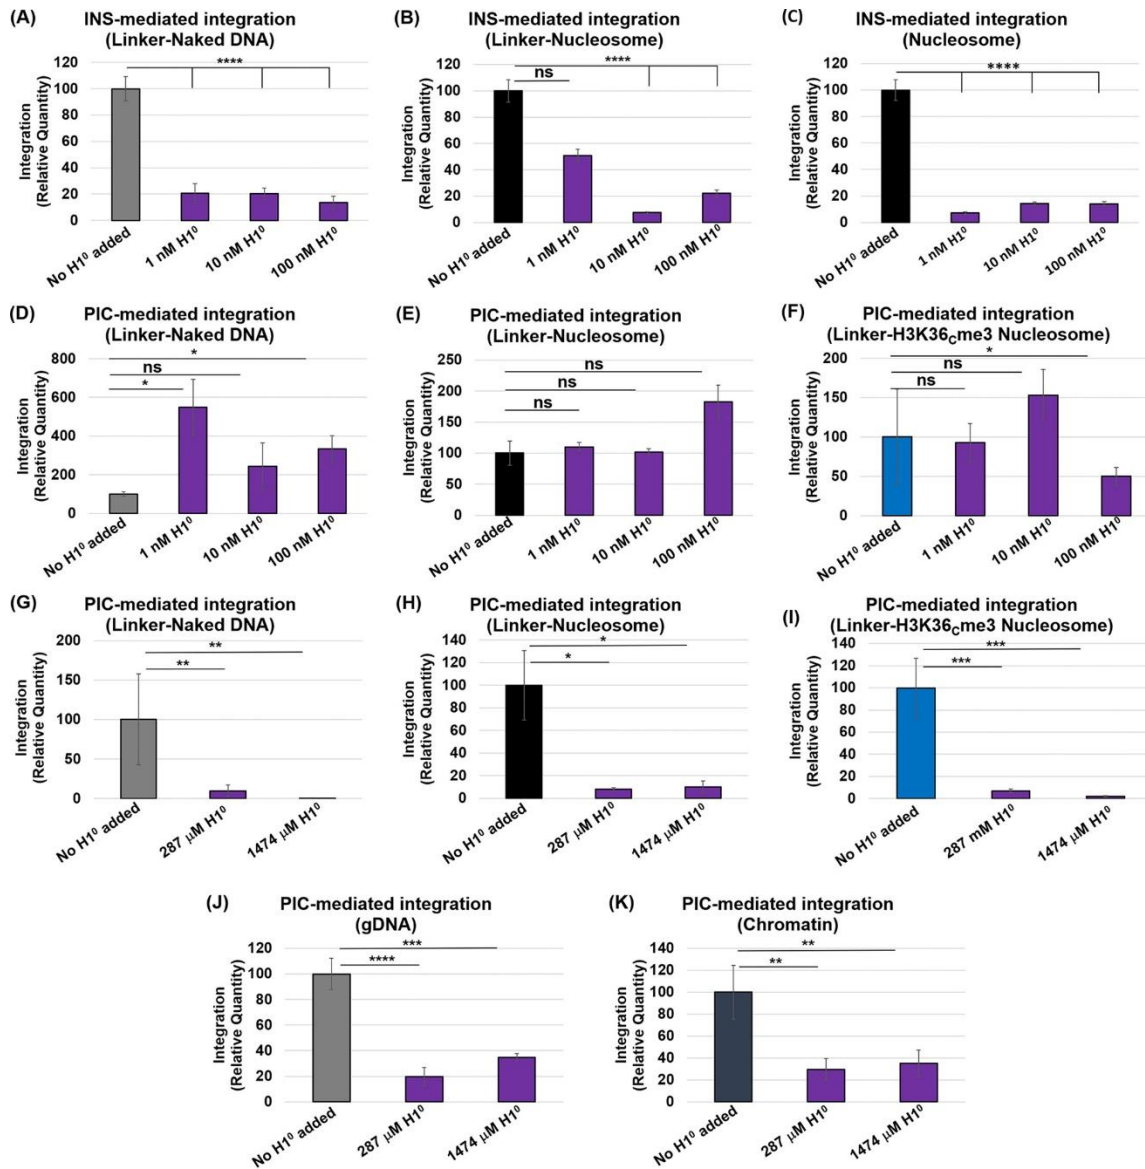 (A) INS-mediated integration
(Linker-Naked DNA)
Integration
(Relative Quantity)
120
100
80
60
40
20
0
****
No H1⁰ added
1 nM H1⁰
10 nM H1⁰
100 nM H1⁰
(B) INS-mediated integration
(Linker-Nucleosome)
Integration
(Relative Quantity)
120
100
80
60
40
20
0
****
ns
No H1⁰ added
1 nM H1⁰
10 nM H1⁰
100 nM H1⁰
(C) INS-mediated integration
(Nucleosome)
Integration
(Relative Quantity)
120
100
80
60
40
20
0
****
No H1⁰ added
1 nM H1⁰
10 nM H1⁰
100 nM H1⁰
(D) PIC-mediated integration
(Linker-Naked DNA)
Integration
(Relative Quantity)
800
600
400
200
0
*
ns
*
No H1⁰ added
1 nM H1⁰
10 nM H1⁰
100 nM H1⁰
(E) PIC-mediated integration
(Linker-Nucleosome)
Integration
(Relative Quantity)
250
200
150
100
50
0
ns
ns
ns
No H1⁰ added
1 nM H1⁰
10 nM H1⁰
100 nM H1⁰
(F) PIC-mediated integration
(Linker-H3K36cme3 Nucleosome)
Integration
(Relative Quantity)
200
150
100
50
0
*
ns
ns
No H1⁰ added
1 nM H1⁰
10 nM H1⁰
100 nM H1⁰
(G) PIC-mediated integration
(Linker-Naked DNA)
Integration
(Relative Quantity)
200
150
100
50
0
**
**
No H1⁰ added
287 μM H1⁰
1474 μM H1⁰
(H) PIC-mediated integration
(Linker-Nucleosome)
Integration
(Relative Quantity)
140
120
100
80
60
40
20
0
*
*
No H1⁰ added
287 μM H1⁰
1474 μM H1⁰
(I) PIC-mediated integration
(Linker-H3K36cme3 Nucleosome)
Integration
(Relative Quantity)
140
120
100
80
60
40
20
0
***
***
No H1⁰ added
287 mM H1⁰
1474 μM H1⁰
(J) PIC-mediated integration
(gDNA)
Integration
(Relative Quantity)
120
100
80
60
40
20
0
***
****
No H1⁰ added
287 μM H1⁰
1474 μM H1⁰
(K) PIC-mediated integration
(Chromatin)
Integration
(Relative Quantity)
140
120
100
80
60
40
20
0
**
**
No H1⁰ added
287 μM H1⁰
1474 μM H1⁰